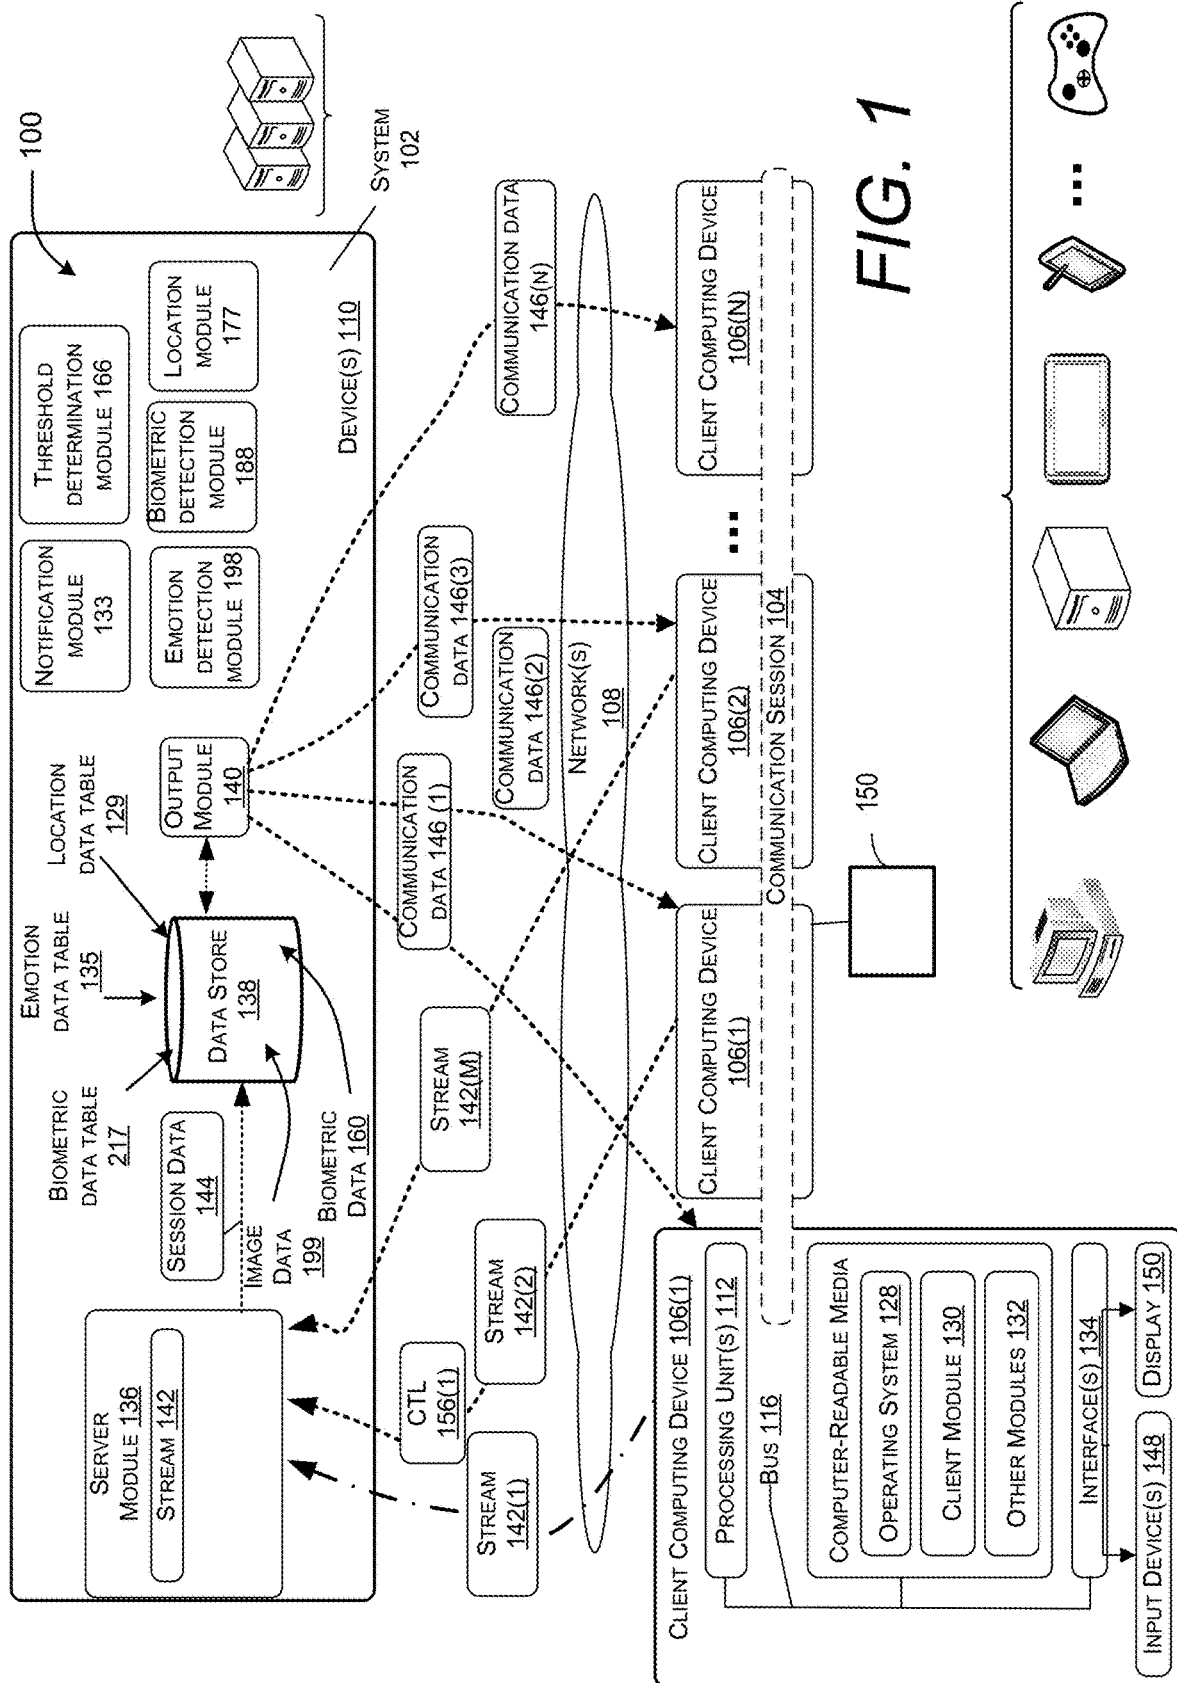 100
SERVER
MODULE 136
STREAM 142
SESSION DATA
144
IMAGE
DATA
199
BIOMETRIC
DATA 160
BIOMETRIC
DATA TABLE
217
EMOTION
DATA TABLE
135
LOCATION
DATA TABLE
129
DATA STORE
138
OUTPUT
MODULE
140
NOTIFICATION
MODULE
133
THRESHOLD
DETERMINATION
MODULE 166
EMOTION
DETECTION
MODULE 198
BIOMETRIC
DETECTION
MODULE
188
LOCATION
MODULE
177
DEVICE(S) 110
SYSTEM
102
STREAM
142(1)
CTL
156(1)
STREAM
142(2)
STREAM
142(M)
COMMUNICATION
DATA 146 (1)
COMMUNICATION
DATA 146(2)
COMMUNICATION
DATA 146(3)
COMMUNICATION DATA
146(N)
NETWORK(S)
108
CLIENT COMPUTING DEVICE 106(1)
PROCESSING UNIT(S) 112
BUS 116
COMPUTER-READABLE MEDIA
OPERATING SYSTEM 128
CLIENT MODULE 130
OTHER MODULES 132
INTERFACE(S) 134
INPUT DEVICE(S) 148
DISPLAY 150
CLIENT COMPUTING DEVICE
106(1)
CLIENT COMPUTING DEVICE
106(2)
...
CLIENT COMPUTING DEVICE
106(N)
COMMUNICATION SESSION 104
150
...
FIG. 1